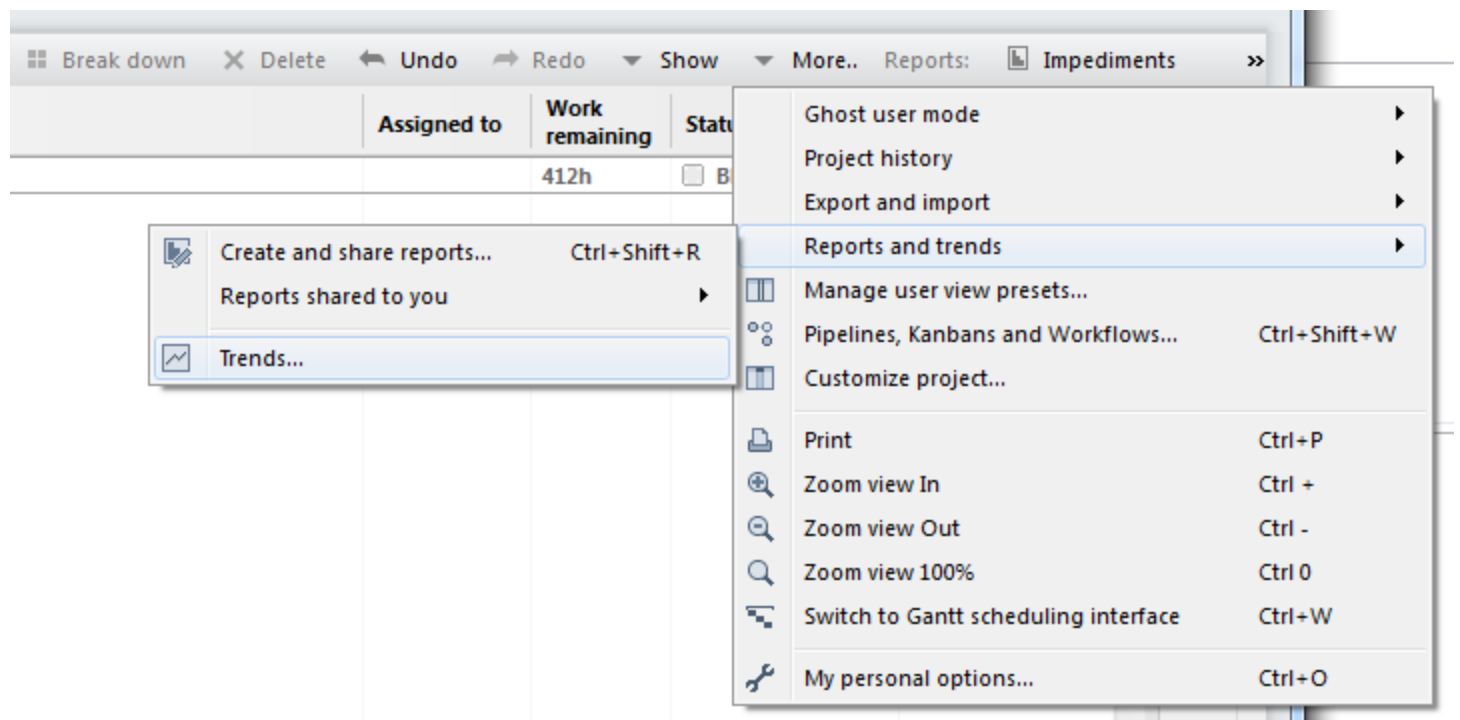 Break down Delete Undo Redo Show More.. Reports: Impediments »
Assigned to
Work
remaining
412h
Create and share reports... Ctrl+Shift+R
Reports shared to you
Trends...
Ghost user mode
Project history
Export and import
Reports and trends
Manage user view presets...
Pipelines, Kanbans and Workflows... Ctrl+Shift+W
Customize project...
Print Ctrl+P
Zoom view In Ctrl +
Zoom view Out Ctrl -
Zoom view 100% Ctrl 0
Switch to Gantt scheduling interface Ctrl+W
My personal options... Ctrl+O